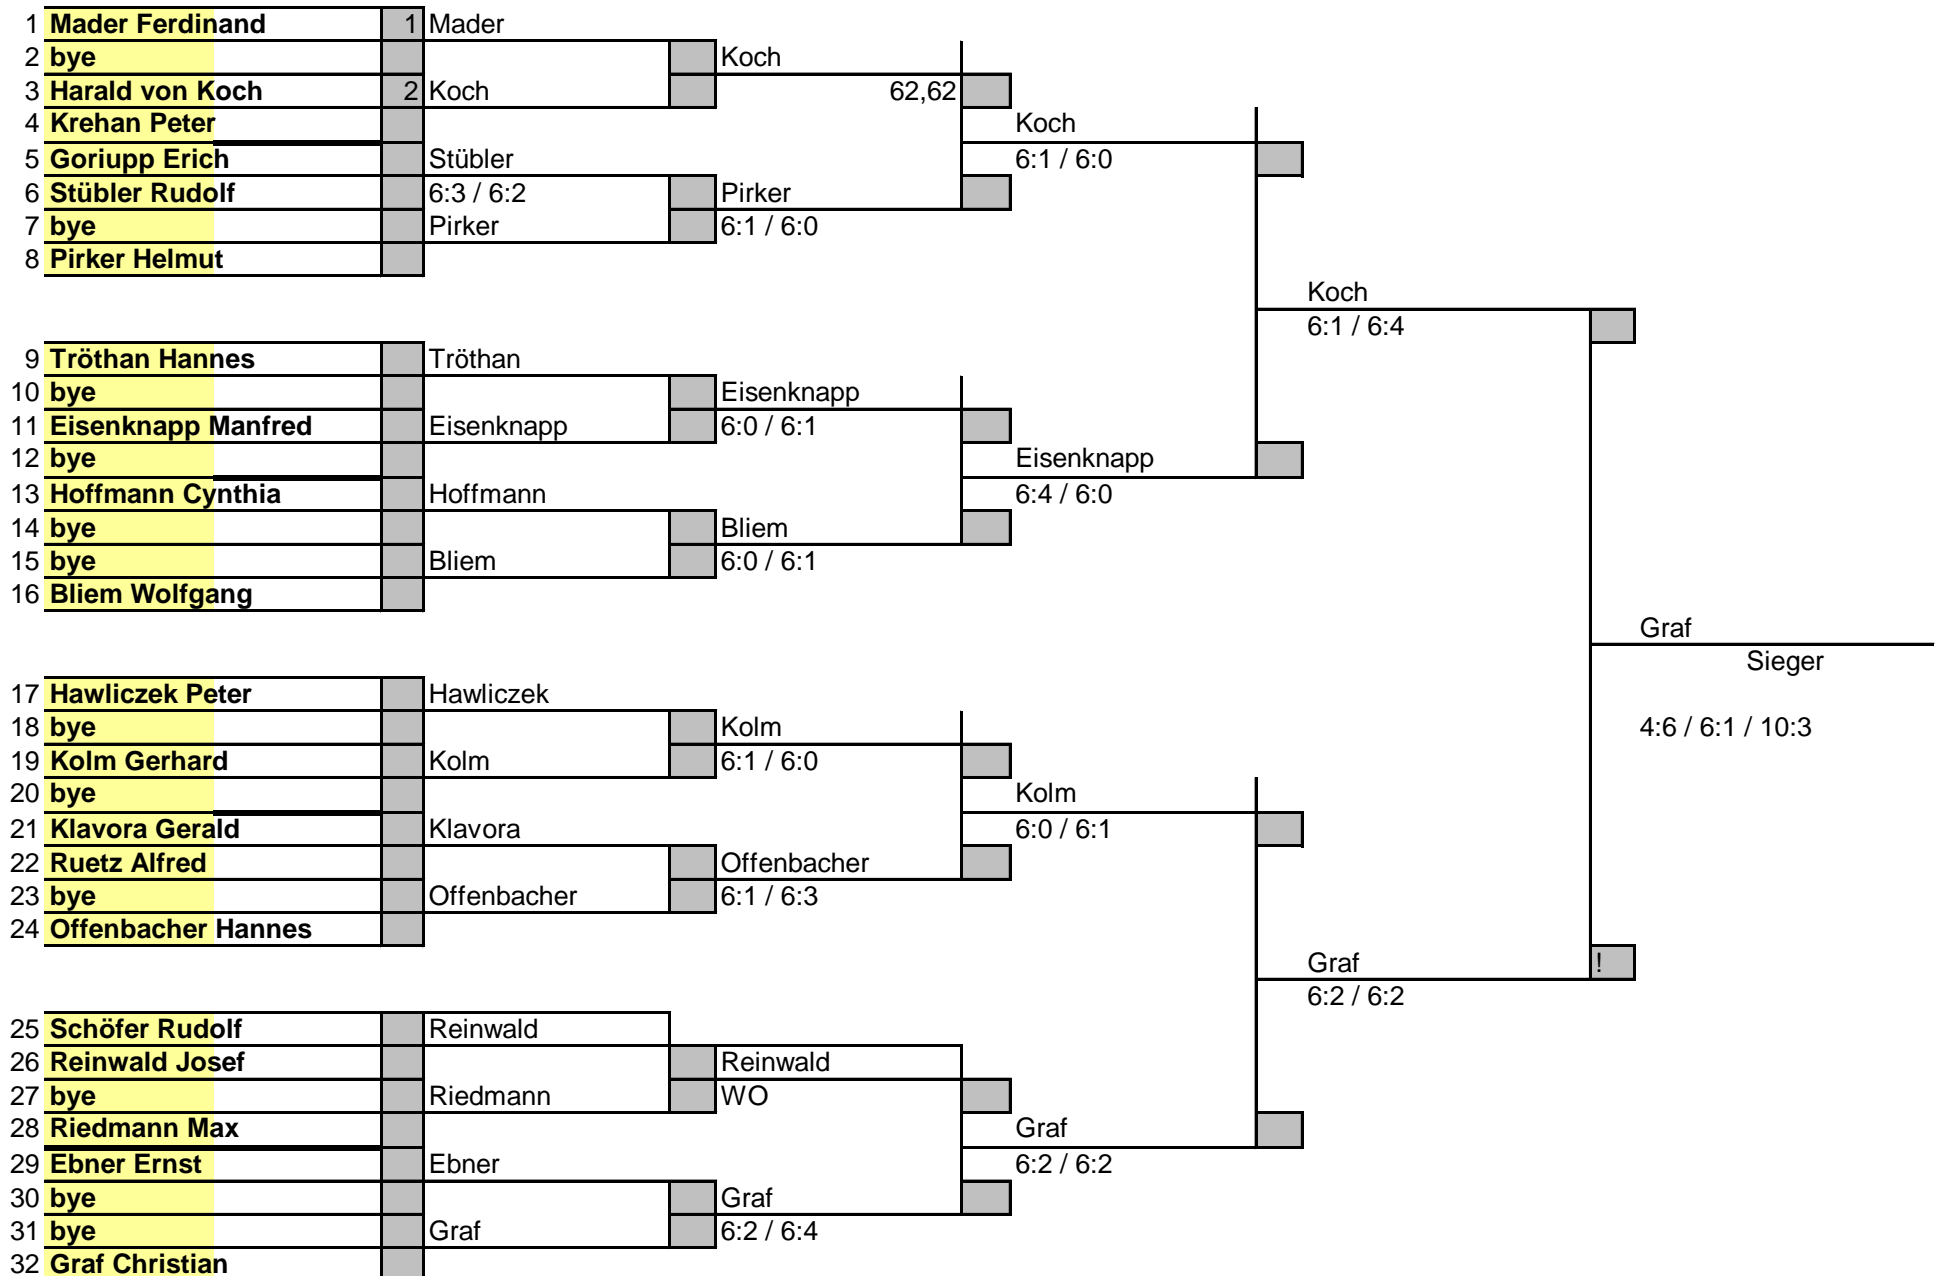 1 Mader Ferdinand 1 Mader
2 bye Koch
3 Harald von Koch 2 Koch 62,62
4 Krehan Peter Koch
5 Goriupp Erich Stübler 6:1 / 6:0
6 Stübler Rudolf 6:3 / 6:2 Pirker
7 bye Pirker 6:1 / 6:0
8 Pirker Helmut
Koch
6:1 / 6:4
9 Tröthan Hannes Tröthan
10 bye Eisenknapp
11 Eisenknapp Manfred Eisenknapp 6:0 / 6:1
12 bye Eisenknapp
13 Hoffmann Cynthia Hoffmann 6:4 / 6:0
14 bye Bliem
15 bye Bliem 6:0 / 6:1
16 Bliem Wolfgang
Graf
Sieger
17 Hawliczek Peter Hawliczek
18 bye Kolm 4:6 / 6:1 / 10:3
19 Kolm Gerhard Kolm 6:1 / 6:0
20 bye Kolm
21 Klavora Gerald Klavora 6:0 / 6:1
22 Ruetz Alfred Offenbacher
23 bye Offenbacher 6:1 / 6:3
24 Offenbacher Hannes
Graf !
6:2 / 6:2
25 Schöfer Rudolf Reinwald
26 Reinwald Josef Reinwald
27 bye Riedmann WO
28 Riedmann Max Graf
29 Ebner Ernst Ebner 6:2 / 6:2
30 bye Graf
31 bye Graf 6:2 / 6:4
32 Graf Christian